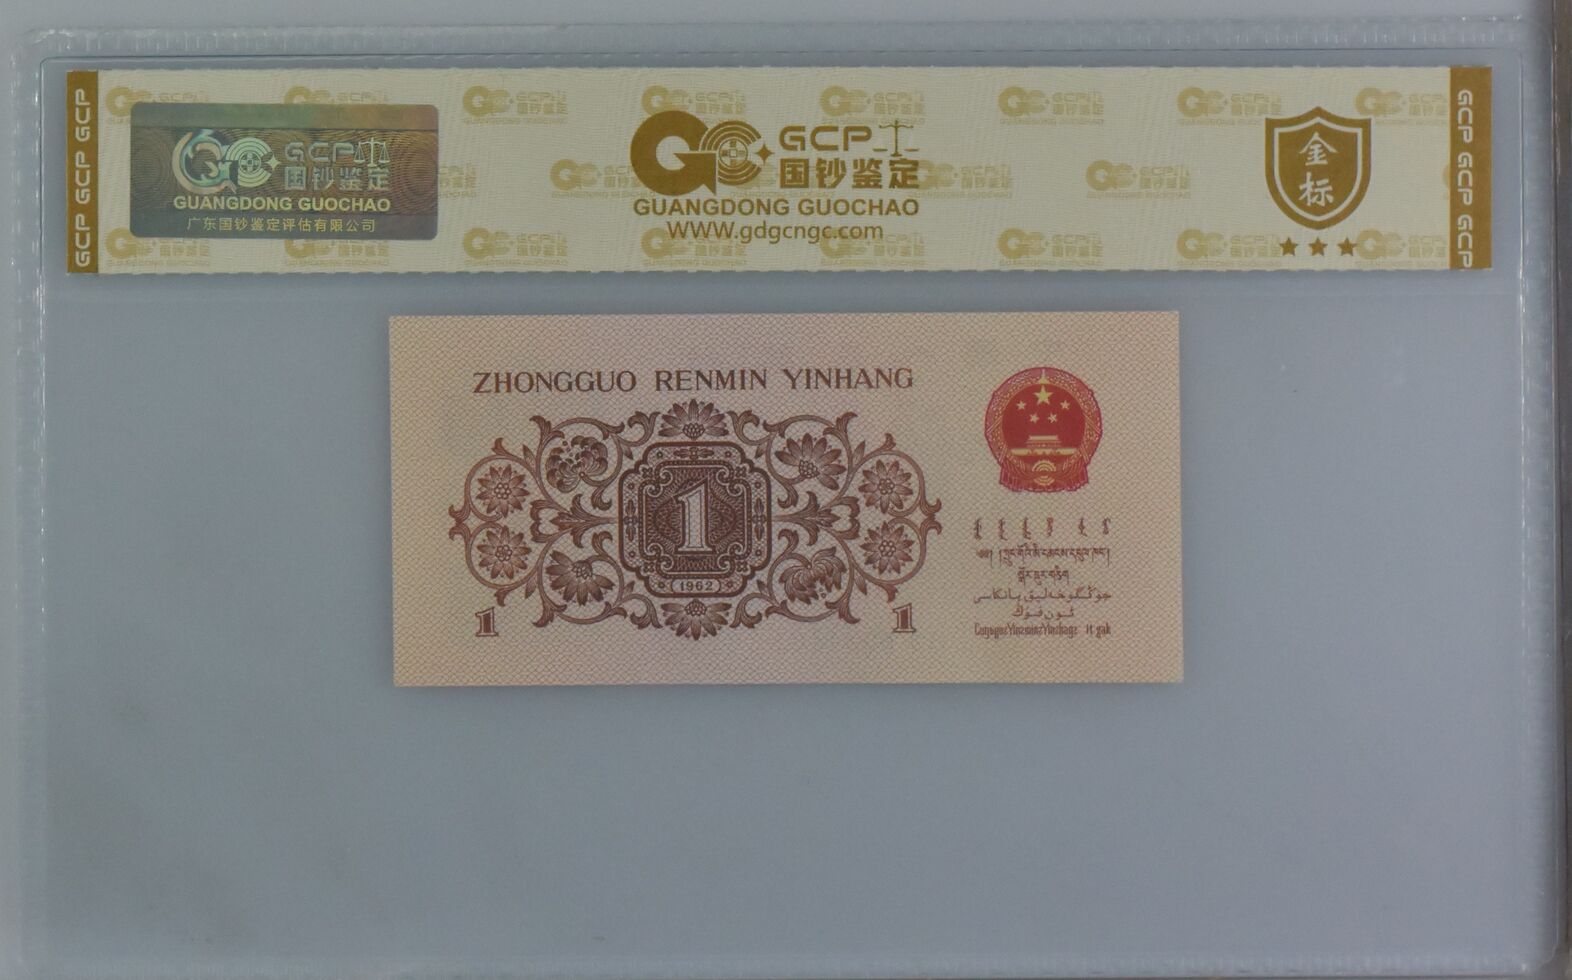 GCP GCP GCP
GCP
国钞鉴定
GUANGDONG GUOCHAO
广东国钞鉴定评估有限公司
GCP
国钞鉴定
GUANGDONG GUOCHAO
WWW.gdgcngc.com
金
标
GCP GCP GCP
ZHONGGUO RENMIN YINHANG
1
(1962)
1
1